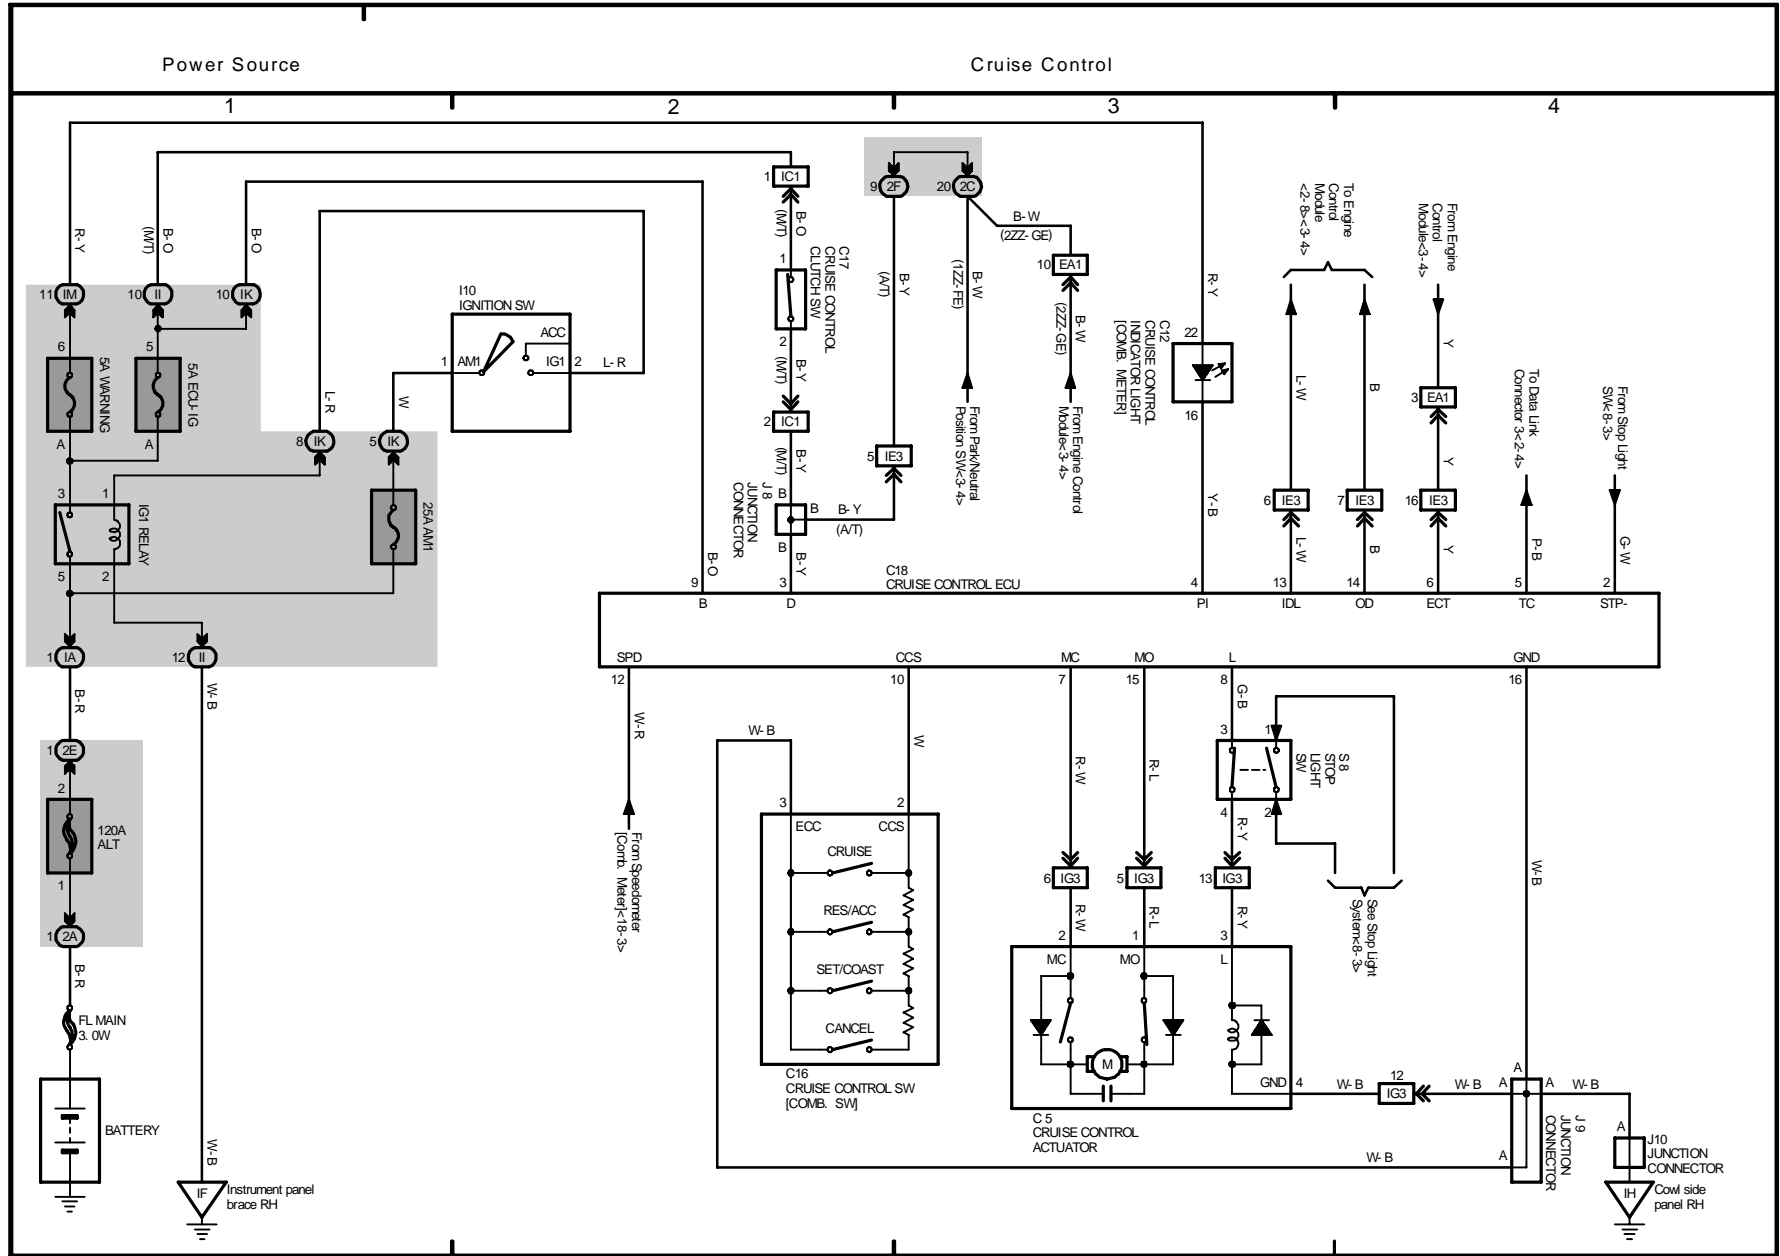 Power Source
Cruise Control
1
2
3
4
R-Y
B-O
(M/T)
B-O
11 IM
10 II
10 IK
6
5A WARNING
A
5
5A ECU-IG
A
L-R
W
8 IK
5 IK
3
1
IG1 RELAY
5
2
25A AM1
1 IA
12 II
B-R
W-B
1 2E
2
120A
ALT
1
1 2A
B-R
FL MAIN
3. 0W
BATTERY
W-B
IF
Instrument panel
brace RH
I10
IGNITION SW
ACC
1
AM1
IG1
2
L-R
1 IC1
B-O
(M/T)
1
C17
CRUISE CONTROL
CLUTCH SW
2
B-Y
(M/T)
2 IC1
B-Y
(M/T)
J 8
JUNCTION
CONNECTOR
B
B
B-Y
(A/T)
B
B-Y
B-O
9 2F
20 2C
B-W
(2ZZ-GE)
10 EA1
B-Y
(A/T)
B-W
(1ZZ-FE)
B-W
(2ZZ-GE)
5 IE3
From Park/Neutral
Position SW<3-4>
From Engine Control
Module<3-4>
R-Y
C12
CRUISE CONTROL
INDICATOR LIGHT
[COMB. METER]
22
16
Y-B
To Engine
Control
Module
<2-8><3-4>
L-W
B
6 IE3
7 IE3
L-W
B
From Engine
Control
Module<3-4>
Y
3 EA1
Y
16 IE3
Y
To Data Link
Connector 3<2-4>
P-B
From Stop Light
SW<8-3>
G-W
C18
CRUISE CONTROL ECU
9
3
4
13
14
6
5
2
B
D
PI
IDL
OD
ECT
TC
STP-
SPD
CCS
MC
MO
L
GND
12
10
7
15
8
16
W-R
From Speedometer
[Comb. Meter]<18-3>
W-B
W
3
2
ECC
CCS
CRUISE
RES/ACC
SET/COAST
CANCEL
C16
CRUISE CONTROL SW
[COMB. SW]
R-W
R-L
G-B
3
1
S 8
STOP
LIGHT
SW
4
2
R-Y
See Stop Light
System<8-3>
6 IG3
5 IG3
13 IG3
R-W
R-L
R-Y
2
1
3
MC
MO
L
M
GND
4
C 5
CRUISE CONTROL
ACTUATOR
W-B
12
IG3
W-B
W-B
A
A
A
A
W-B
W-B
J 9
JUNCTION
CONNECTOR
A
J10
JUNCTION
CONNECTOR
IH
Cowl side
panel RH